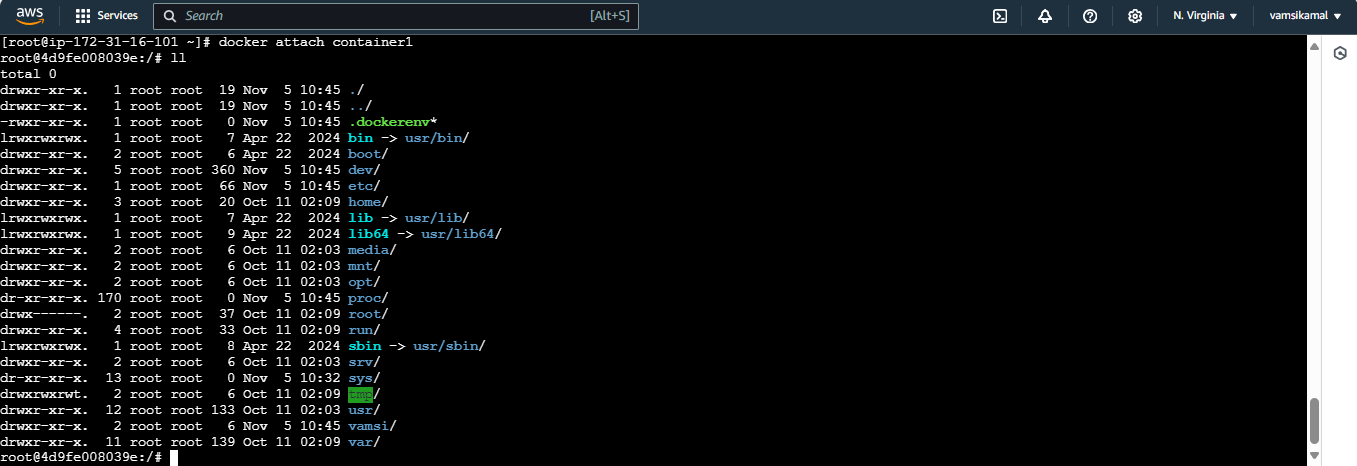 aws Services Search [Alt+S] N. Virginia vamsikamal
[root@ip-172-31-16-101 ~]# docker attach container1
root@4d9fe008039e:/# ll
total 0
drwxr-xr-x.   1 root root  19 Nov  5 10:45 ./
drwxr-xr-x.   1 root root  19 Nov  5 10:45 ../
-rwxr-xr-x.   1 root root   0 Nov  5 10:45 .dockerenv*
lrwxrwxrwx.   1 root root   7 Apr 22  2024 bin -> usr/bin/
drwxr-xr-x.   2 root root   6 Apr 22  2024 boot/
drwxr-xr-x.   5 root root 360 Nov  5 10:45 dev/
drwxr-xr-x.   1 root root  66 Nov  5 10:45 etc/
drwxr-xr-x.   3 root root  20 Oct 11 02:09 home/
lrwxrwxrwx.   1 root root   7 Apr 22  2024 lib -> usr/lib/
lrwxrwxrwx.   1 root root   9 Apr 22  2024 lib64 -> usr/lib64/
drwxr-xr-x.   2 root root   6 Oct 11 02:03 media/
drwxr-xr-x.   2 root root   6 Oct 11 02:03 mnt/
drwxr-xr-x.   2 root root   6 Oct 11 02:03 opt/
dr-xr-xr-x. 170 root root   0 Nov  5 10:45 proc/
drwx------.   2 root root  37 Oct 11 02:09 root/
drwxr-xr-x.   4 root root  33 Oct 11 02:09 run/
lrwxrwxrwx.   1 root root   8 Apr 22  2024 sbin -> usr/sbin/
drwxr-xr-x.   2 root root   6 Oct 11 02:03 srv/
dr-xr-xr-x.  13 root root   0 Nov  5 10:32 sys/
drwxrwxrwt.   2 root root   6 Oct 11 02:09 tmp/
drwxr-xr-x.  12 root root 133 Oct 11 02:03 usr/
drwxr-xr-x.   2 root root   6 Nov  5 10:45 vamsi/
drwxr-xr-x.  11 root root 139 Oct 11 02:09 var/
root@4d9fe008039e:/#